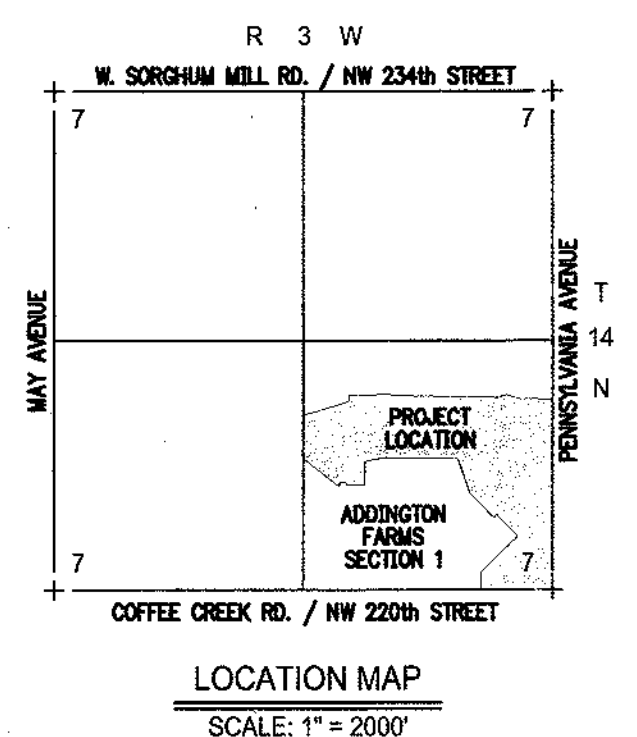 R 3 W
W. SORGHUM MILL RD. / NW 234th STREET
7
7
MAY AVENUE
PENNSYLVANIA AVENUE
T
14
N
PROJECT
LOCATION
ADDINGTON
FARMS
SECTION 1
7
7
COFFEE CREEK RD. / NW 220th STREET
LOCATION MAP
SCALE: 1" = 2000'